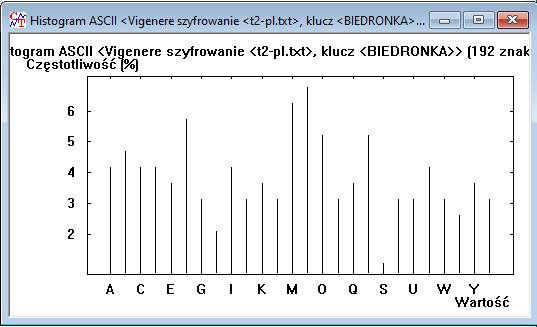 Histogram ASCII <Vigenere szyfrowanie <t2-pl.txt>, klucz <BIEDRONKA>...
togram ASCII <Vigenere szyfrowanie <t2-pl.txt>, klucz <BIEDRONKA>> (192 znak
Częstotliwość (%)
6
5
4
3
2
A C E G I K M O Q S U W Y
Wartość